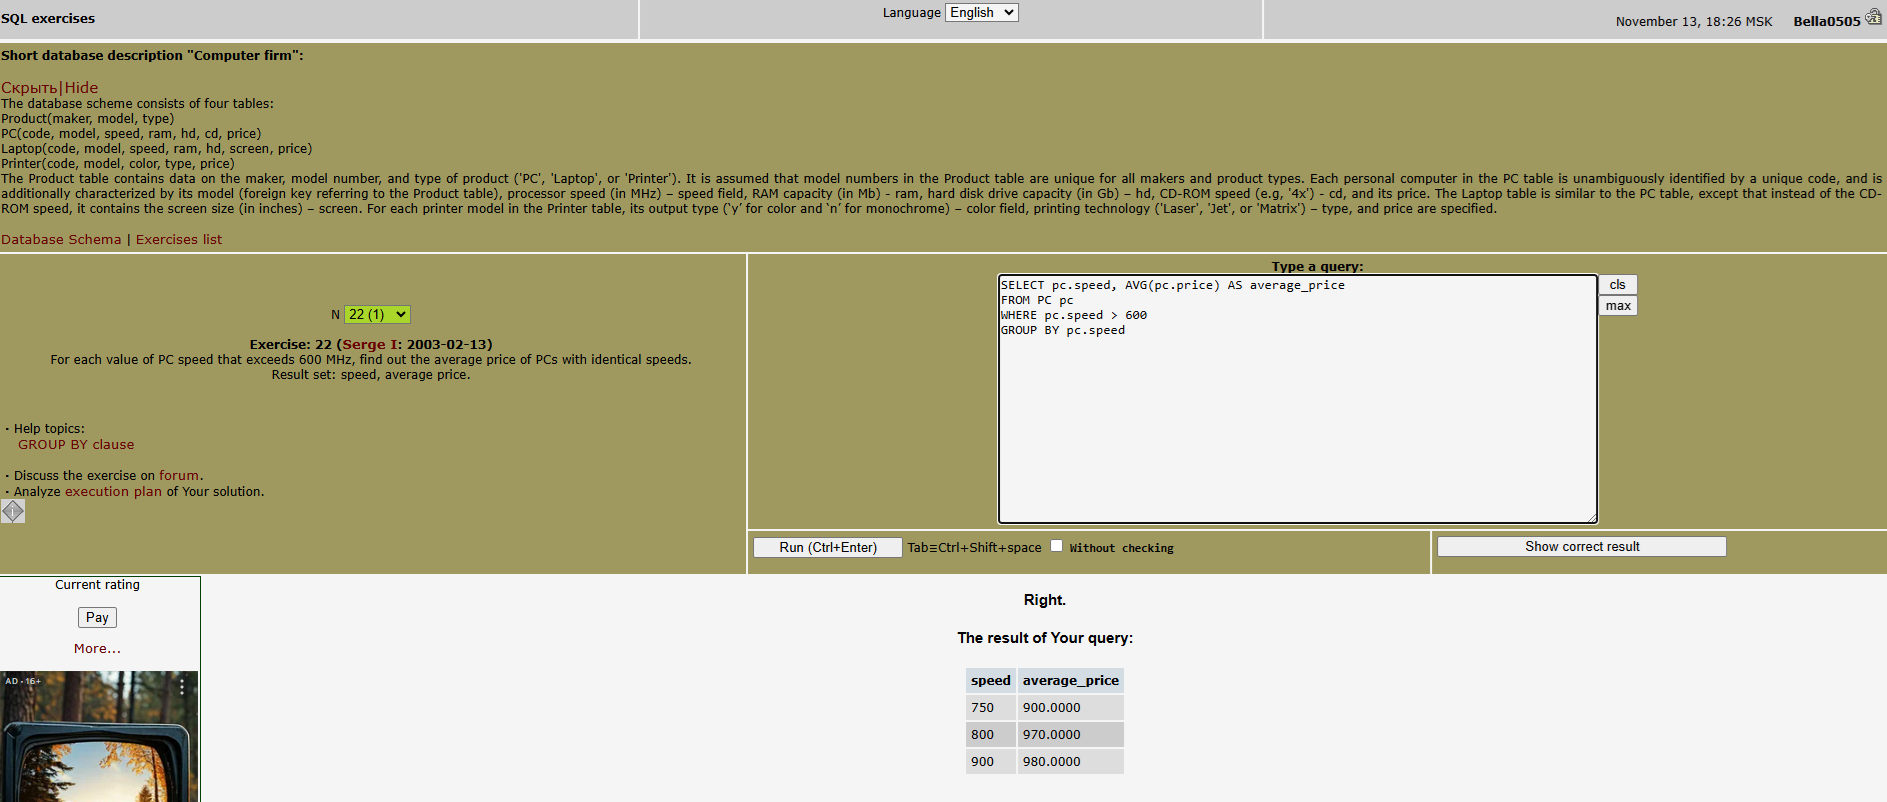 SQL exercises
Language English
November 13, 18:26 MSK Bella0505
Short database description "Computer firm":
Скрыть|Hide
The database scheme consists of four tables:
Product(maker, model, type)
PC(code, model, speed, ram, hd, cd, price)
Laptop(code, model, speed, ram, hd, screen, price)
Printer(code, model, color, type, price)
The Product table contains data on the maker, model number, and type of product ('PC', 'Laptop', or 'Printer'). It is assumed that model numbers in the Product table are unique for all makers and product types. Each personal computer in the PC table is unambiguously identified by a unique code, and is
additionally characterized by its model (foreign key referring to the Product table), processor speed (in MHz) – speed field, RAM capacity (in Mb) - ram, hard disk drive capacity (in Gb) – hd, CD-ROM speed (e.g, '4x') - cd, and its price. The Laptop table is similar to the PC table, except that instead of the CD-
ROM speed, it contains the screen size (in inches) – screen. For each printer model in the Printer table, its output type (‘y’ for color and ‘n’ for monochrome) – color field, printing technology ('Laser', 'Jet', or 'Matrix') – type, and price are specified.
Database Schema | Exercises list
N 22 (1)
Exercise: 22 (Serge I: 2003-02-13)
For each value of PC speed that exceeds 600 MHz, find out the average price of PCs with identical speeds.
Result set: speed, average price.
· Help topics:
GROUP BY clause
· Discuss the exercise on forum.
· Analyze execution plan of Your solution.
Type a query:
SELECT pc.speed, AVG(pc.price) AS average_price
FROM PC pc
WHERE pc.speed > 600
GROUP BY pc.speed
cls
max
Run (Ctrl+Enter) Tab≡Ctrl+Shift+space Without checking
Show correct result
Current rating
Pay
More...
AD · 16+
Right.
The result of Your query:
speed average_price
750 900.0000
800 970.0000
900 980.0000